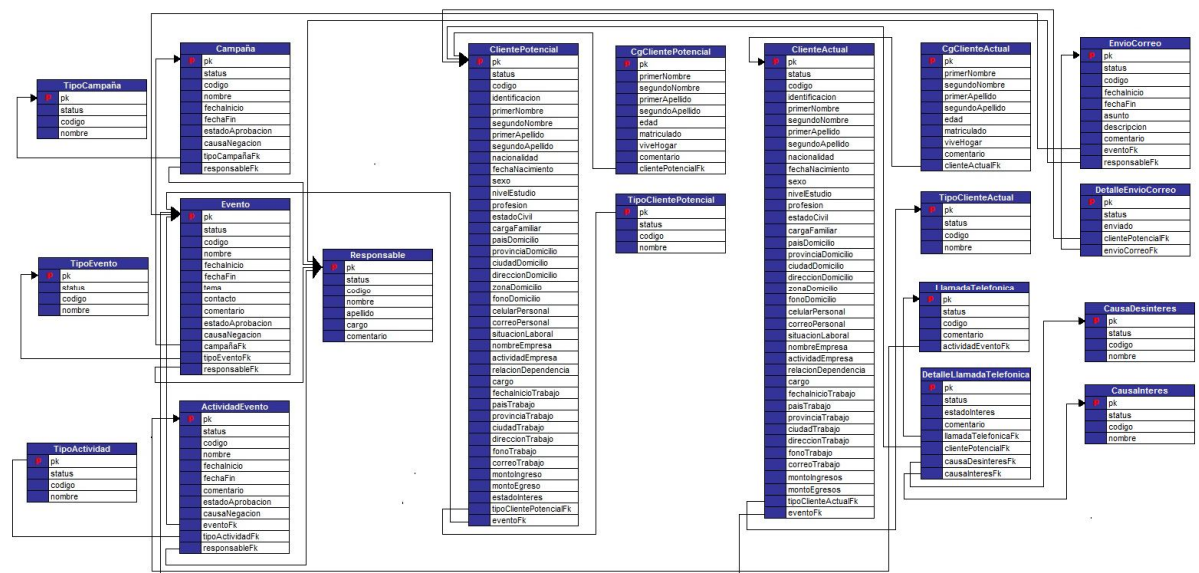 TipoCampaña
P pk
status
codigo
nombre
TipoEvento
P pk
status
codigo
nombre
TipoActividad
P pk
status
codigo
nombre
Campaña
P pk
status
codigo
nombre
fechaInicio
fechaFin
estadoAprobacion
causaNegacion
tipoCampañaFk
responsableFk
Evento
P pk
status
codigo
nombre
fechaInicio
fechaFin
tema
contacto
comentario
estadoAprobacion
causaNegacion
campañaFk
tipoEventoFk
responsableFk
ActividadEvento
P pk
status
codigo
nombre
fechaInicio
fechaFin
comentario
estadoAprobacion
causaNegacion
eventoFk
tipoActividadFk
responsableFk
Responsable
P pk
status
codigo
nombre
apellido
cargo
comentario
ClientePotencial
P pk
status
codigo
identificacion
primerNombre
segundoNombre
primerApellido
segundoApellido
nacionalidad
fechaNacimiento
sexo
nivelEstudio
profesion
estadoCivil
cargaFamiliar
paisDomicilio
provinciaDomicilio
ciudadDomicilio
direccionDomicilio
zonaDomicilio
fonoDomicilio
celularPersonal
correoPersonal
situacionLaboral
nombreEmpresa
actividadEmpresa
relacionDependencia
cargo
fechaInicioTrabajo
paisTrabajo
provinciaTrabajo
ciudadTrabajo
direccionTrabajo
fonoTrabajo
correoTrabajo
montoIngreso
montoEgreso
estadoInteres
tipoClientePotencialFk
eventoFk
CgClientePotencial
P pk
primerNombre
segundoNombre
primerApellido
segundoApellido
edad
matriculado
viveHogar
comentario
clientePotencialFk
TipoClientePotencial
P pk
status
codigo
nombre
ClienteActual
P pk
status
codigo
identificacion
primerNombre
segundoNombre
primerApellido
segundoApellido
nacionalidad
fechaNacimiento
sexo
nivelEstudio
profesion
estadoCivil
cargaFamiliar
paisDomicilio
provinciaDomicilio
ciudadDomicilio
direccionDomicilio
zonaDomicilio
fonoDomicilio
celularPersonal
correoPersonal
situacionLaboral
nombreEmpresa
actividadEmpresa
relacionDependencia
cargo
fechaInicioTrabajo
paisTrabajo
provinciaTrabajo
ciudadTrabajo
direccionTrabajo
fonoTrabajo
correoTrabajo
montoIngresos
montoEgresos
tipoClienteActualFk
eventoFk
CgClienteActual
P pk
primerNombre
segundoNombre
primerApellido
segundoApellido
edad
matriculado
viveHogar
comentario
clienteActualFk
TipoClienteActual
P pk
status
codigo
nombre
LlamadaTelefonica
P pk
status
codigo
comentario
actividadEventoFk
DetalleLlamadaTelefonica
P pk
status
estadoInteres
comentario
llamadaTelefonicaFk
clientePotencialFk
causaDesinteresFk
causaInteresFk
EnvioCorreo
P pk
status
codigo
fechaInicio
fechaFin
asunto
descripcion
comentario
eventoFk
responsableFk
DetalleEnvioCorreo
P pk
status
enviado
clientePotencialFk
envioCorreoFk
CausaDesinteres
P pk
status
codigo
nombre
CausaInteres
P pk
status
codigo
nombre